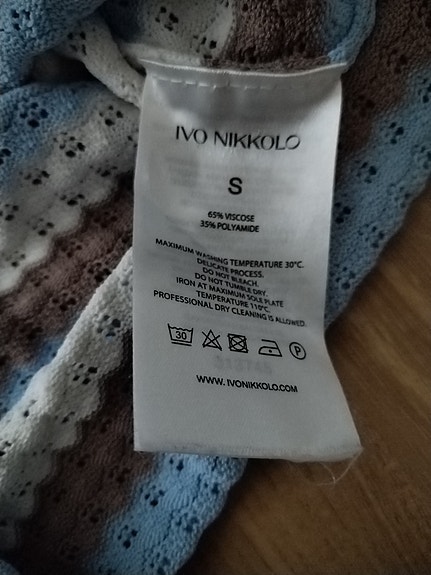 IVO NIKKOLO
S
65% VISCOSE
35% POLYAMIDE
MAXIMUM WASHING TEMPERATURE 30°C.
DELICATE PROCESS.
DO NOT BLEACH.
DO NOT TUMBLE DRY.
IRON AT MAXIMUM SOLE PLATE
TEMPERATURE 110°C.
PROFESSIONAL DRY CLEANING IS ALLOWED.
30 P
WWW.IVONIKKOLO.COM